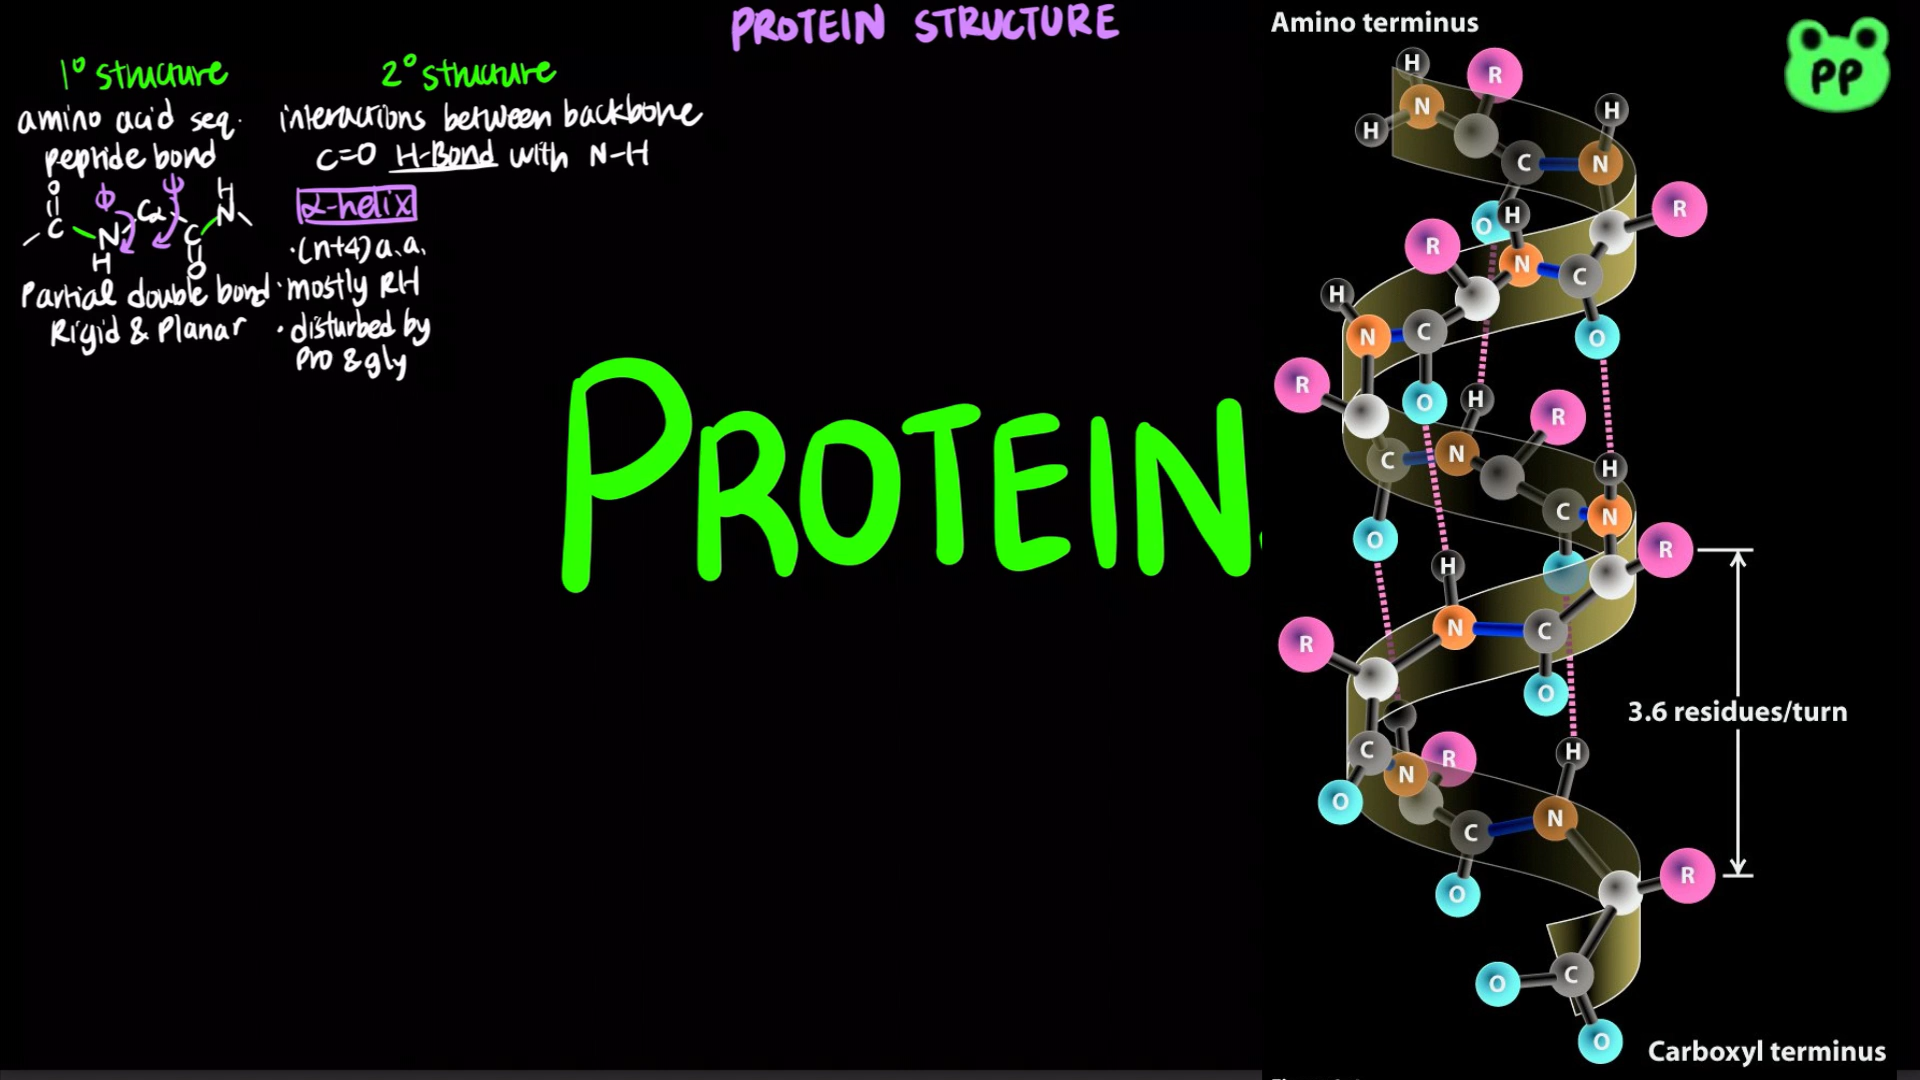 PROTEIN STRUCTURE
PP
1° structure
amino acid seq.
peptide bond
O
C
N
H
Φ
Cα
Ψ
H
N
C
O
Partial double bond
Rigid & Planar
2° structure
interactions between backbone
C=O H-Bond with N-H
α-helix
·(n+4) a.a.
·mostly RH
·disturbed by
Pro & gly
PROTEIN
Amino terminus
H
R
N
H
H
C
N
R
O
H
R
N
C
H
N
C
O
R
O
H
R
C
N
H
C
N
O
R
H
N
C
R
O
C
R
H
N
O
C
N
R
O
C
O
O
3.6 residues/turn
Carboxyl terminus